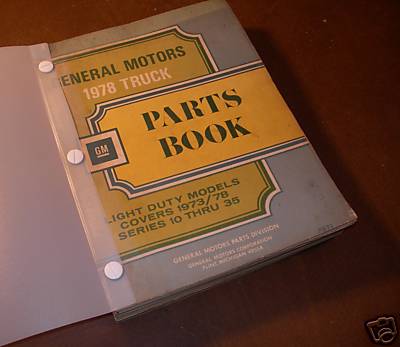 GENERAL MOTORS
1978 TRUCK
PARTS
BOOK
GM
LIGHT DUTY MODELS
COVERS 1973/78
SERIES 10 THRU 35
GENERAL MOTORS PARTS DIVISION
GENERAL MOTORS CORPORATION
FLINT, MICHIGAN